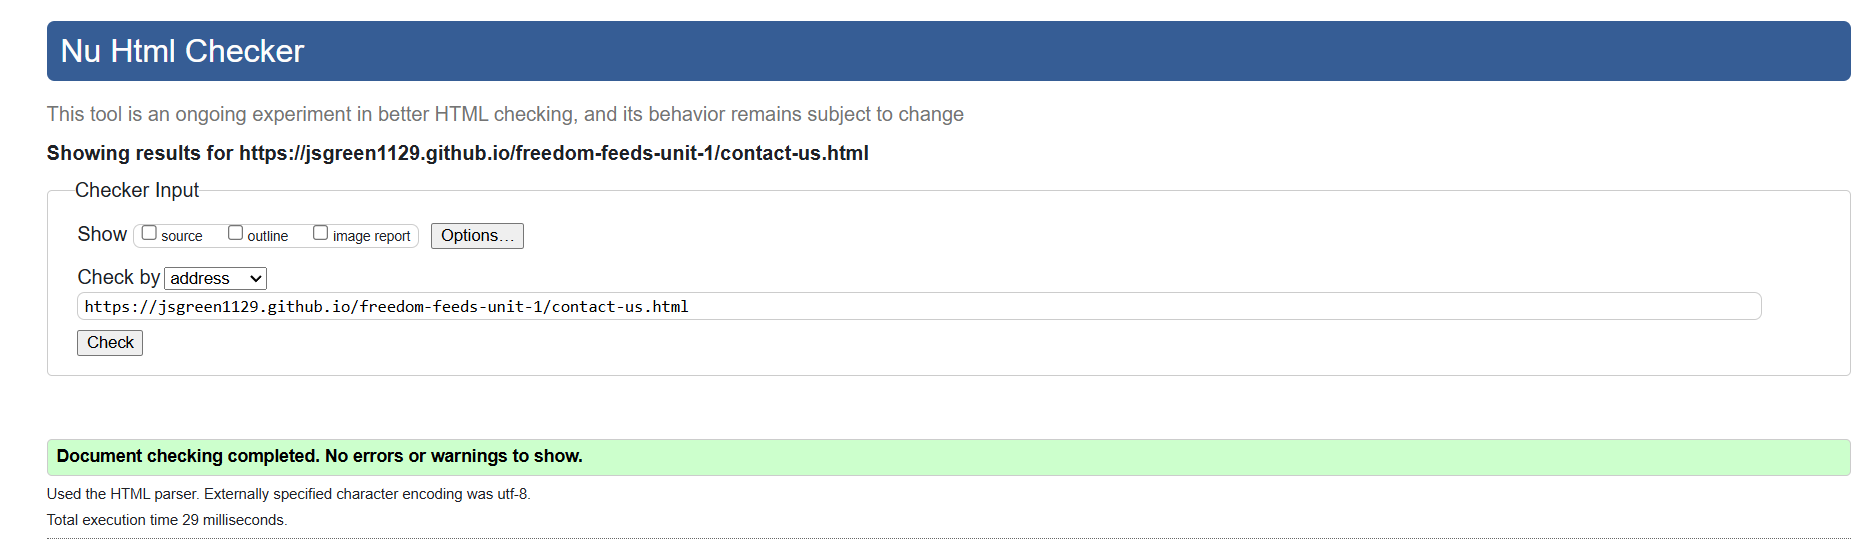 Nu Html Checker
This tool is an ongoing experiment in better HTML checking, and its behavior remains subject to change
Showing results for https://jsgreen1129.github.io/freedom-feeds-unit-1/contact-us.html
Checker Input
Show source outline image report Options…
Check by address
https://jsgreen1129.github.io/freedom-feeds-unit-1/contact-us.html
Check
Document checking completed. No errors or warnings to show.
Used the HTML parser. Externally specified character encoding was utf-8.
Total execution time 29 milliseconds.